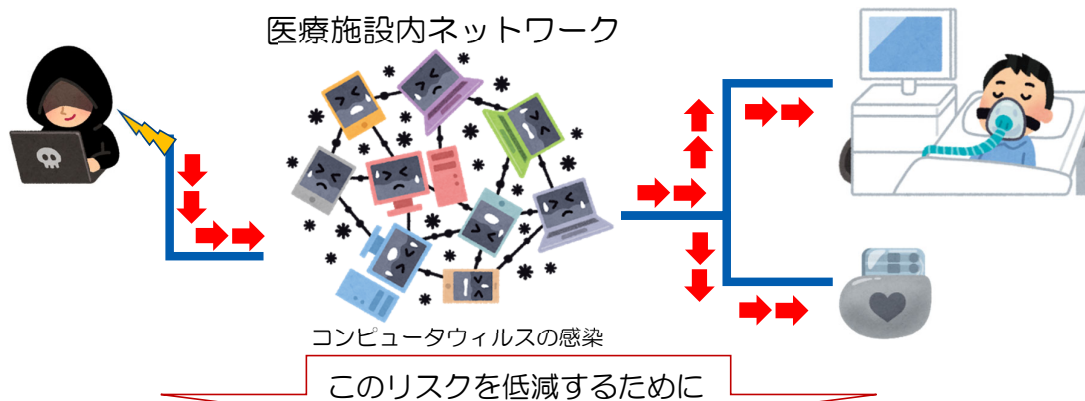 医療施設内ネットワーク
コンピュータウィルスの感染
このリスクを低減するために